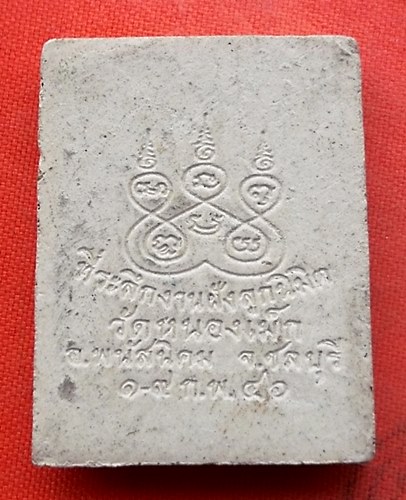 ที่ระลึกงานฝังลูกนิมิต
วัดหนองเม็ก
อ.พนัสนิคม จ.ชลบุรี
๑-๙ ก.พ. ๔๖